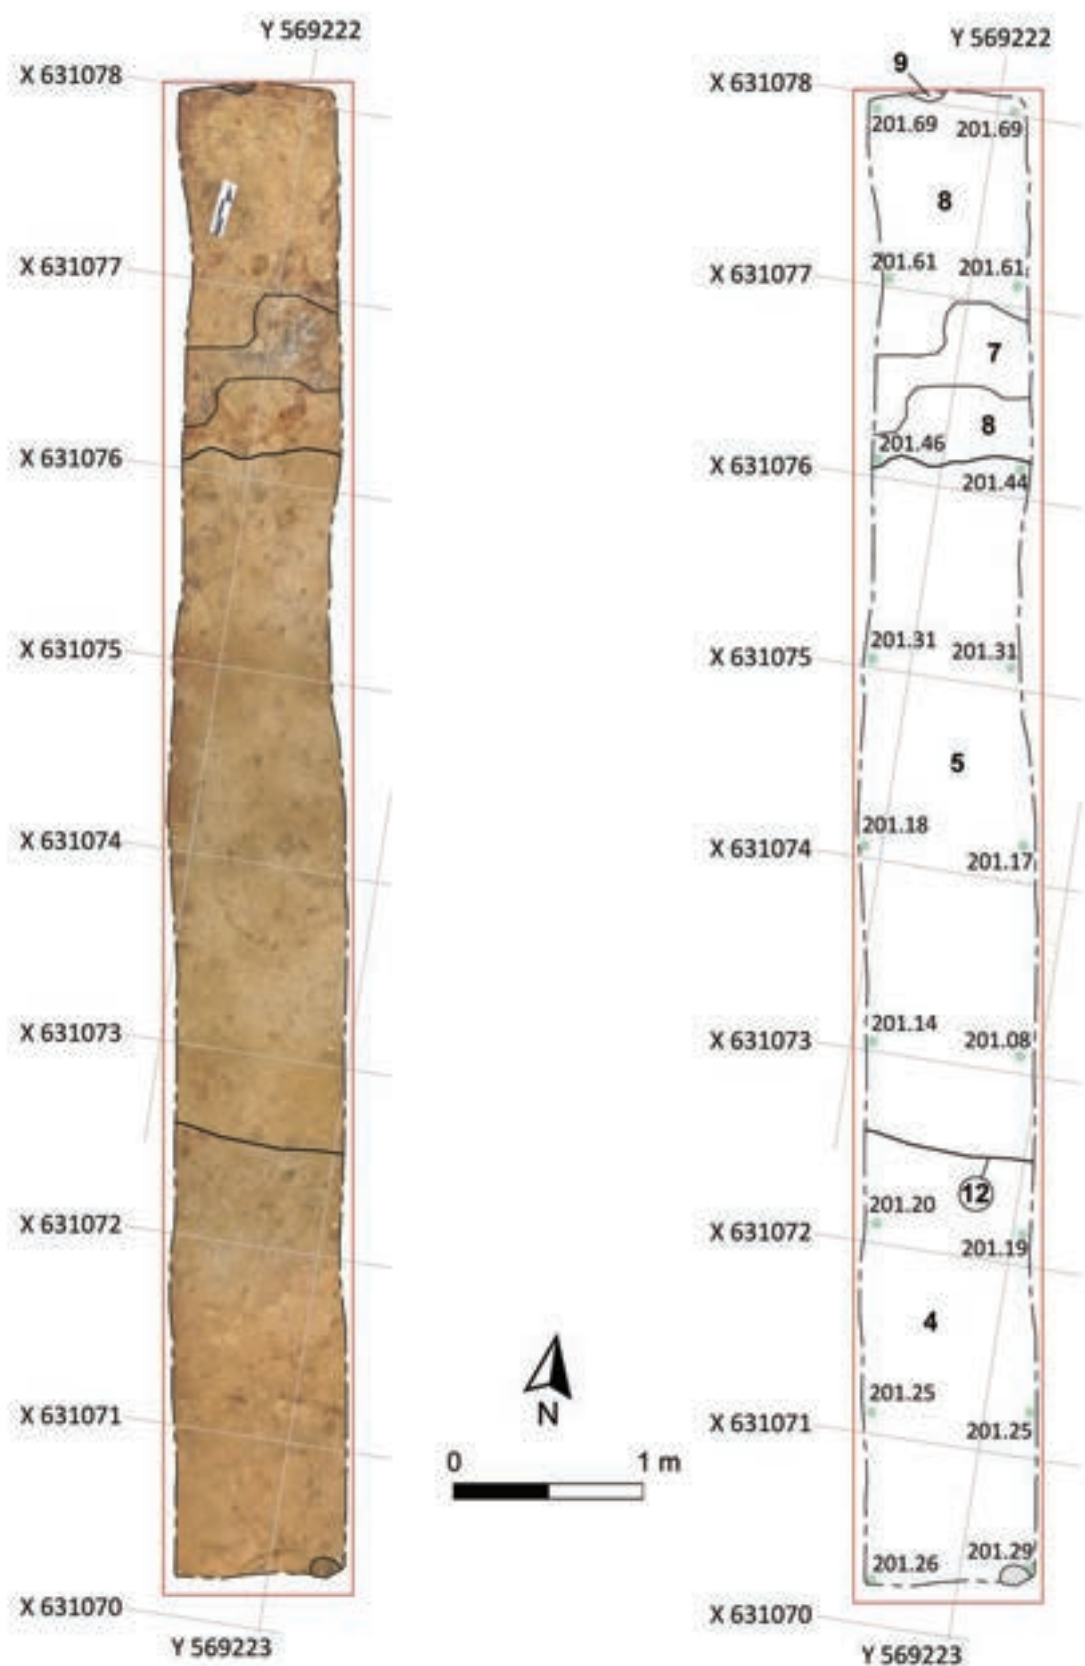 Y 569222
X 631078
X 631077
X 631076
X 631075
X 631074
X 631073
X 631072
X 631071
X 631070
Y 569223
N
0 1 m
Y 569222
X 631078
9
201.69 201.69
8
X 631077
201.61 201.61
7
8
X 631076
201.46
201.44
X 631075
201.31 201.31
5
X 631074
201.18
201.17
X 631073
201.14 201.08
12
X 631072
201.20
201.19
4
X 631071
201.25
201.25
201.26 201.29
X 631070
Y 569223